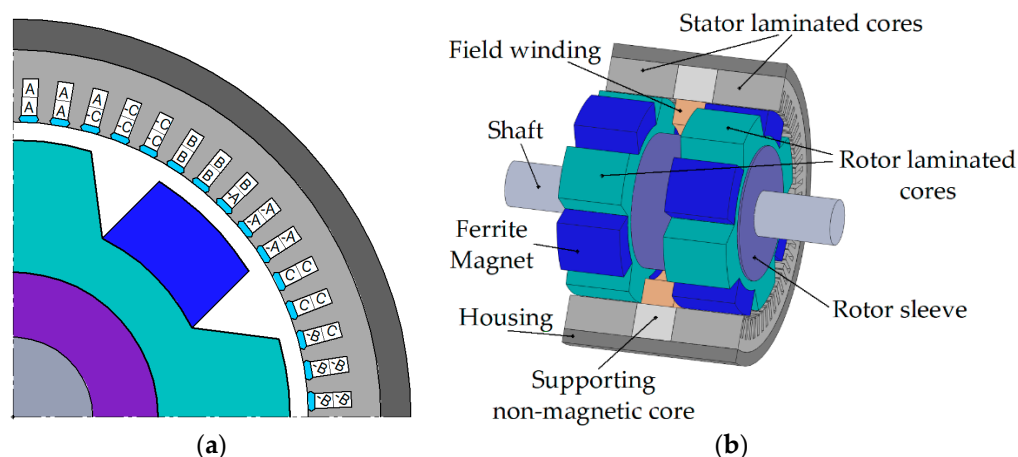 A
A
A
A
A
-C
-C
-C
-C
-C
B
B
B
B
B
-A
-A -A
-A -A
C C
C C
-B C
-B -B
-B -B
(a)
Stator laminated cores
Field winding
Shaft
Rotor laminated
cores
Ferrite
Magnet
Housing
Rotor sleeve
Supporting
non-magnetic core
(b)